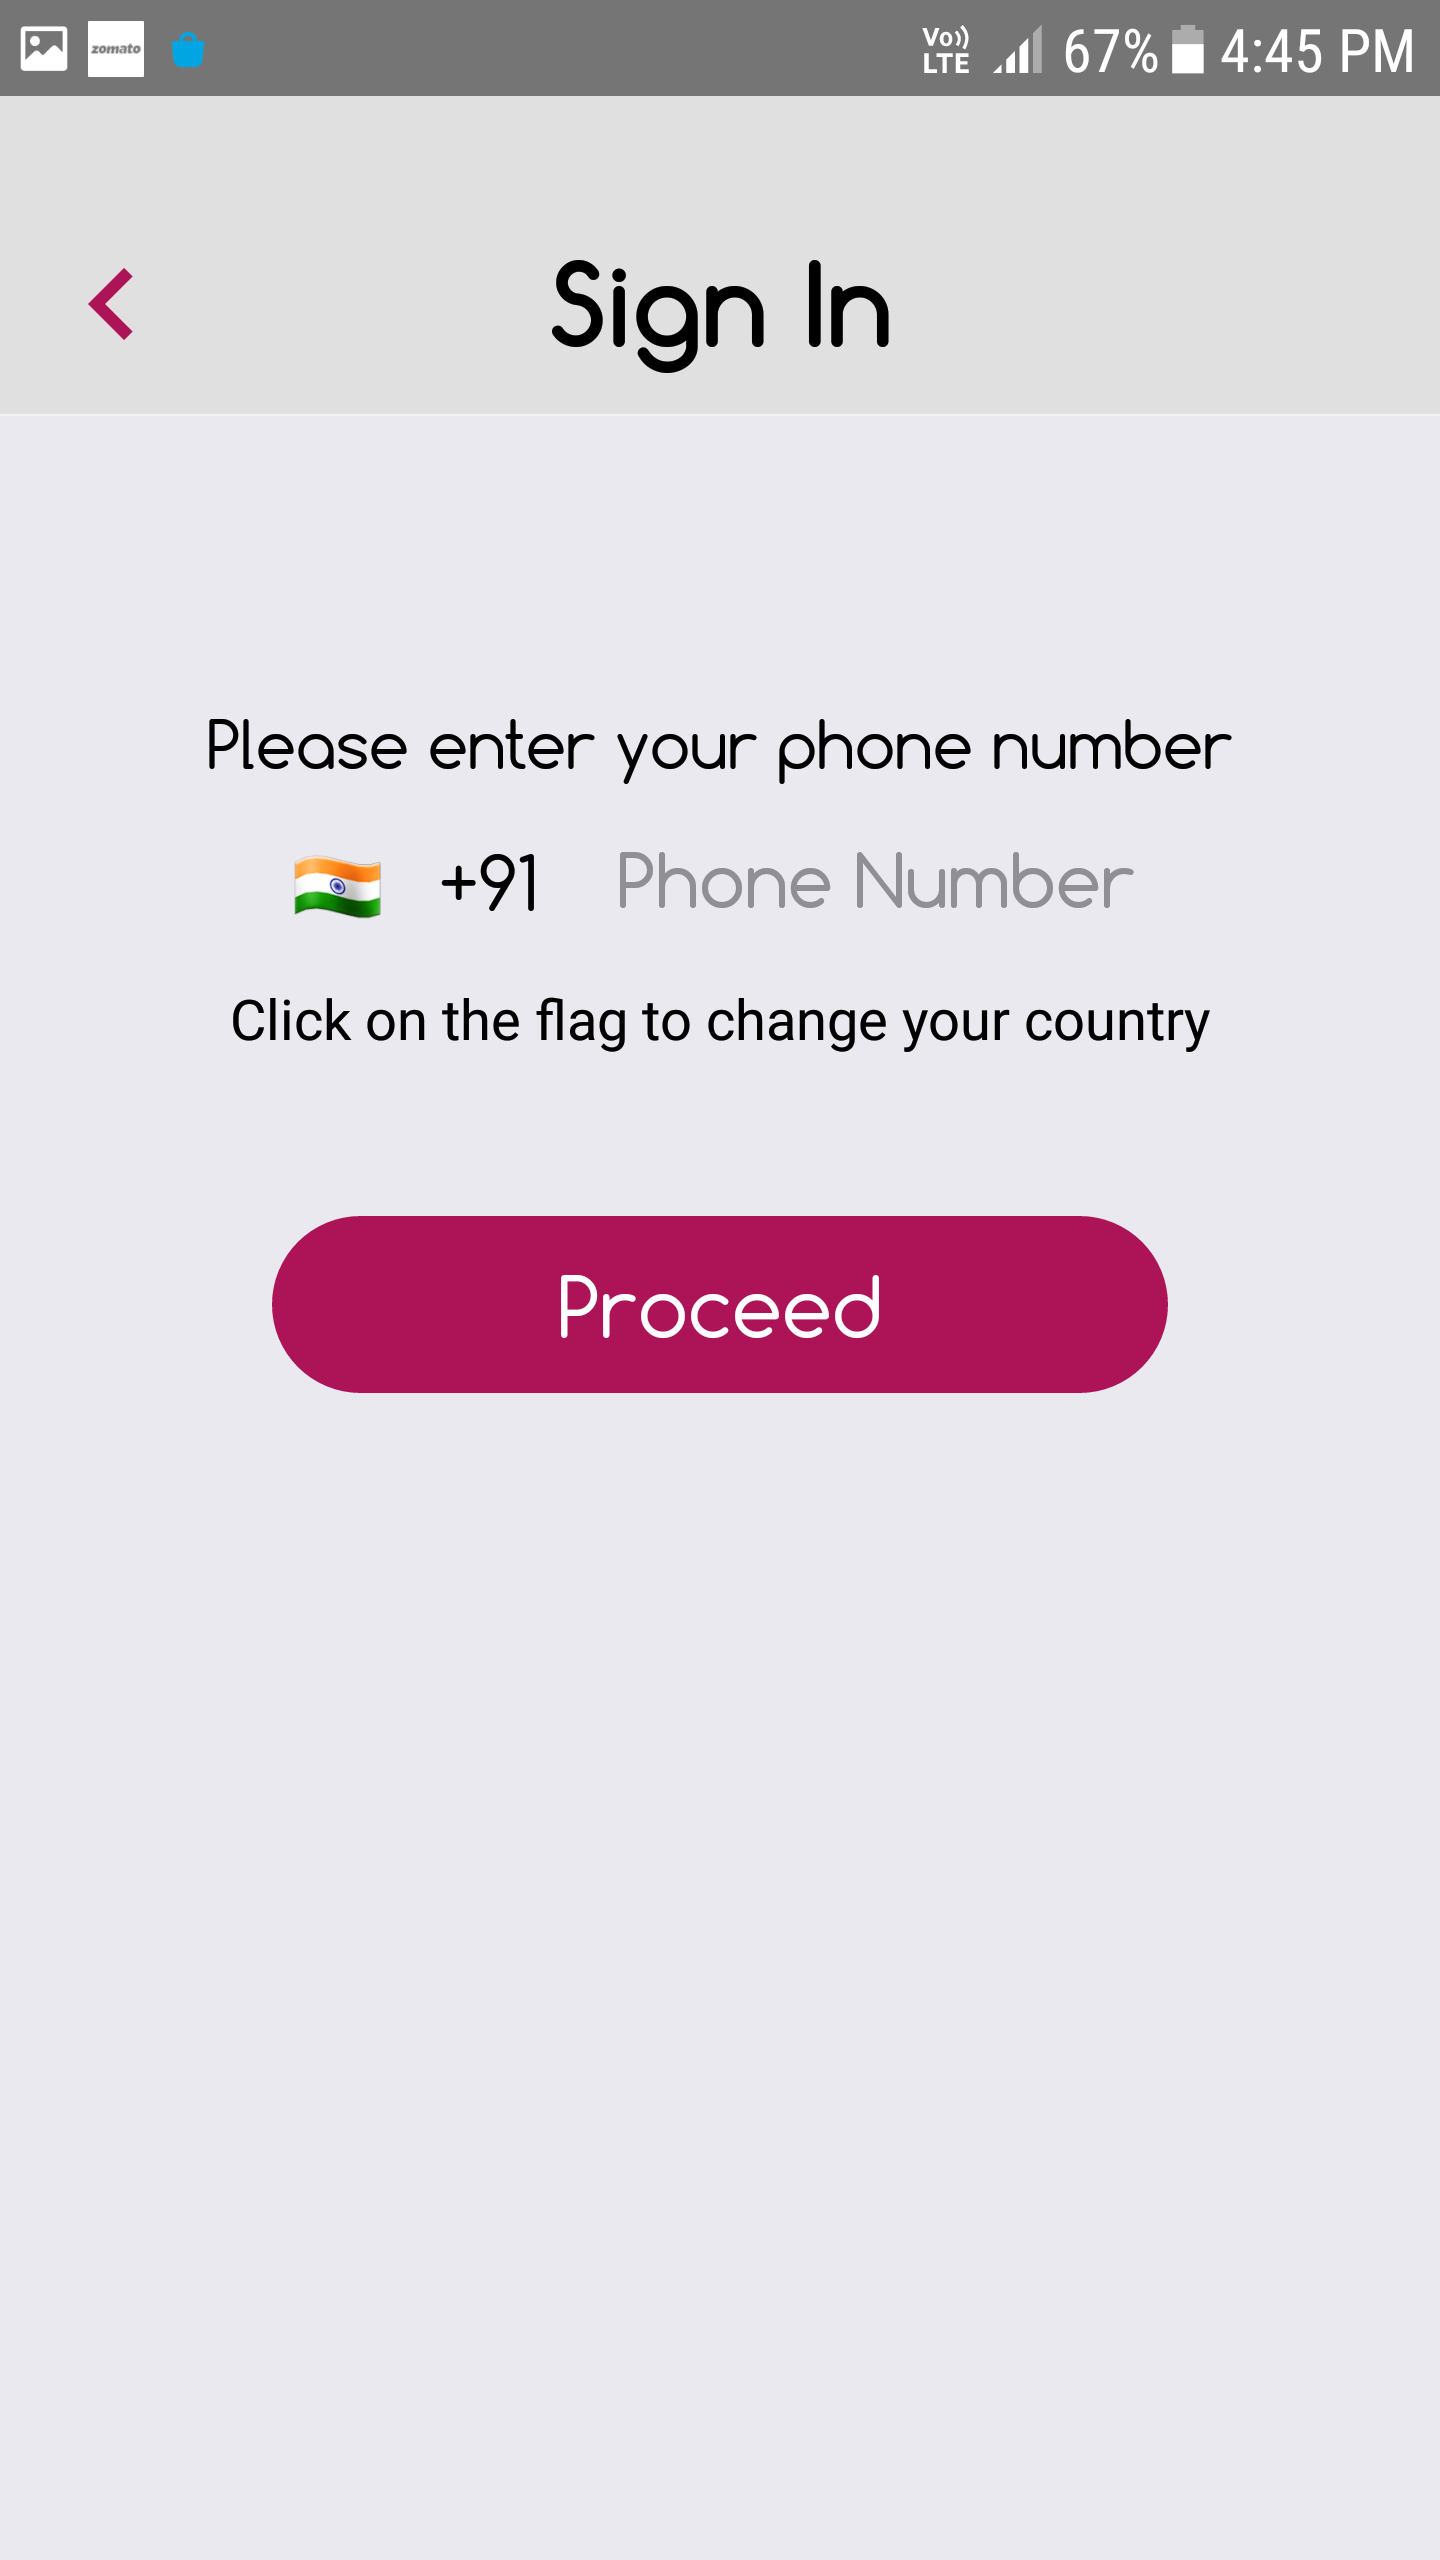 zomato Vo)) LTE 67% 4:45 PM
Sign In
Please enter your phone number
+91 Phone Number
Click on the flag to change your country
Proceed